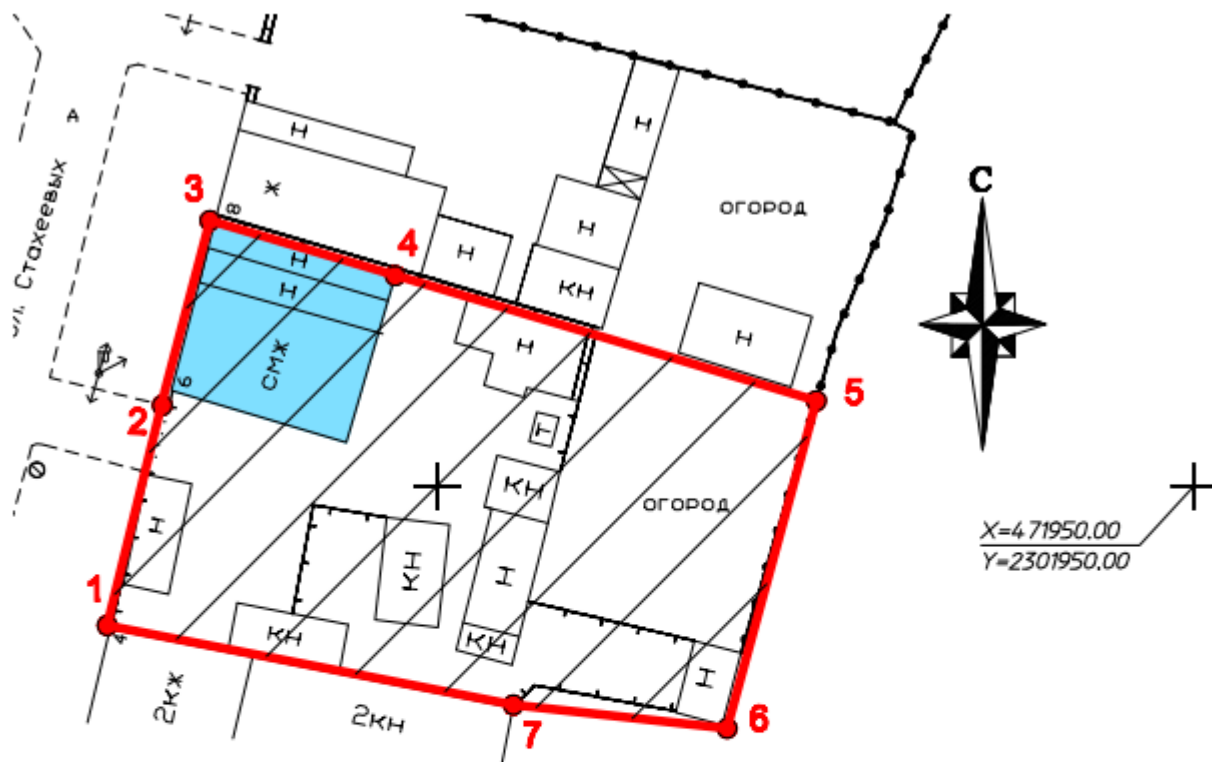 А
Н
Н
ул. Стахеевых
Ж
8
3
С
ОГОРОД
4
Н
Н
Н
КН
Н
Н
Н
СМЖ
6
2
5
Т
КН
ОГОРОД
Н
КН
Н
X=471950.00
Y=2301950.00
1
4
КН
КН
Н
2КЖ
2КН
7
6